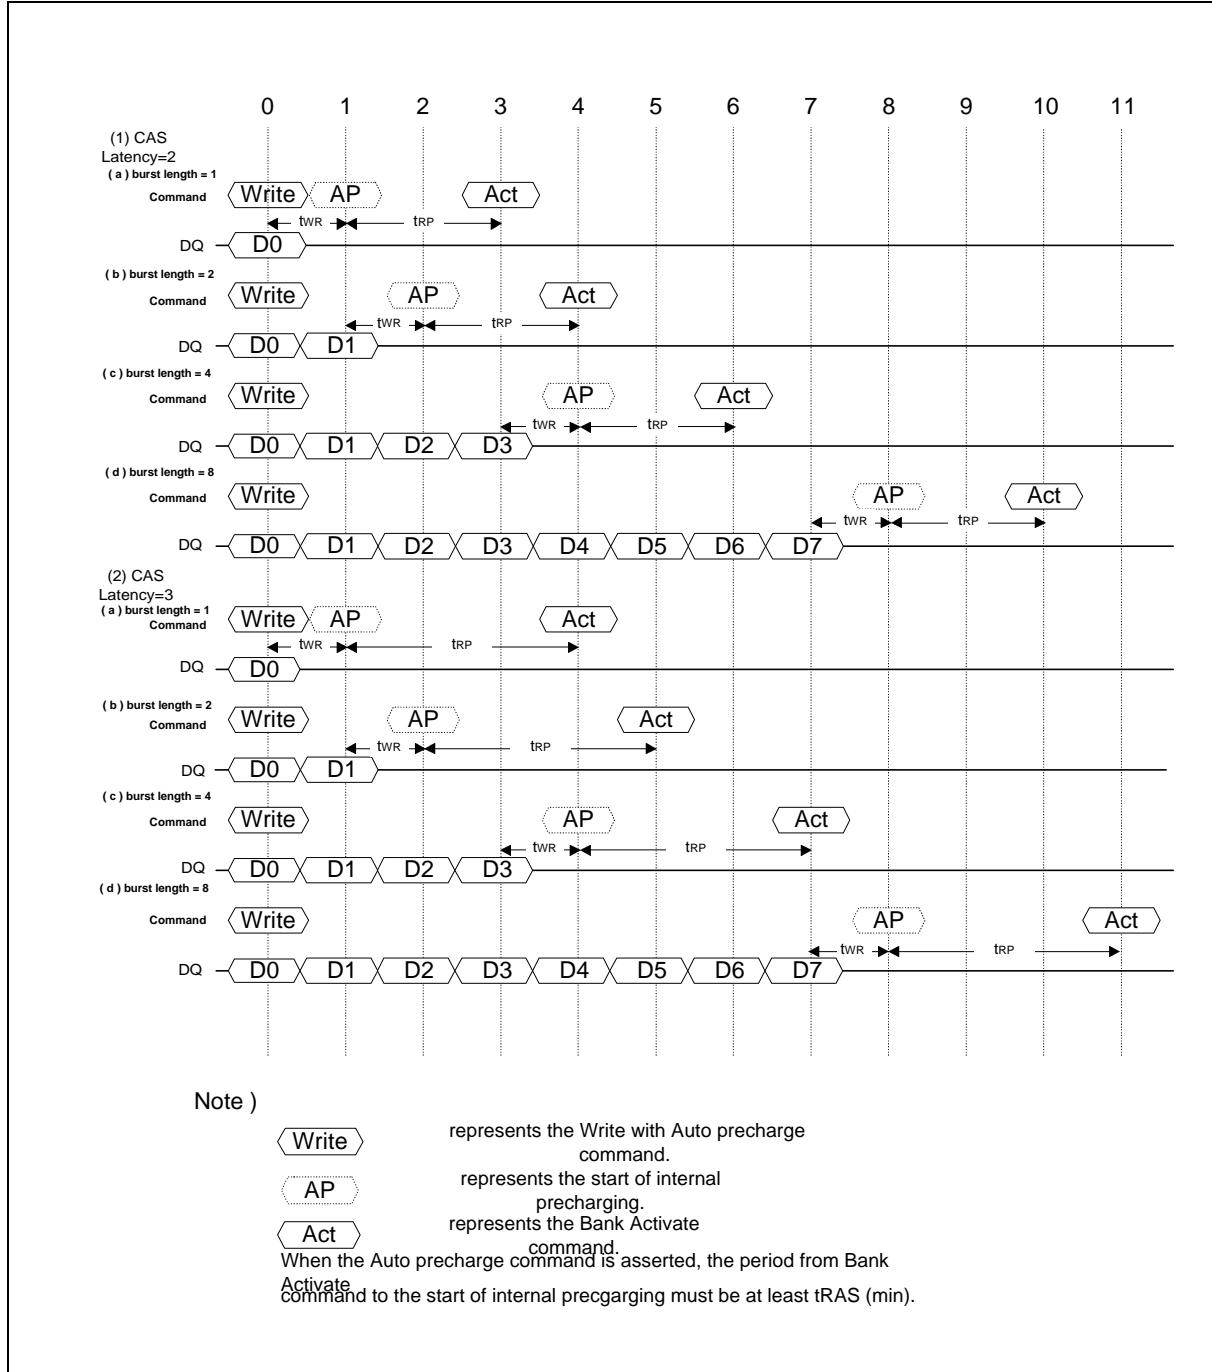 0 1 2 3 4 5 6 7 8 9 10 11
(1) CAS
Latency=2
( a ) burst length = 1
Command Write AP Act
tWR tRP
DQ D0
( b ) burst length = 2
Command Write AP Act
tWR tRP
DQ D0 D1
( c ) burst length = 4
Command Write AP Act
tWR tRP
DQ D0 D1 D2 D3
( d ) burst length = 8
Command Write AP Act
tWR tRP
DQ D0 D1 D2 D3 D4 D5 D6 D7
(2) CAS
Latency=3
( a ) burst length = 1
Command Write AP Act
tWR tRP
DQ D0
( b ) burst length = 2
Command Write AP Act
tWR tRP
DQ D0 D1
( c ) burst length = 4
Command Write AP Act
tWR tRP
DQ D0 D1 D2 D3
( d ) burst length = 8
Command Write AP Act
tWR tRP
DQ D0 D1 D2 D3 D4 D5 D6 D7
Note )
Write represents the Write with Auto precharge
command.
AP represents the start of internal
precharging.
Act represents the Bank Activate
command.
When the Auto precharge command is asserted, the period from Bank
Activate
command to the start of internal precgarging must be at least tRAS (min).